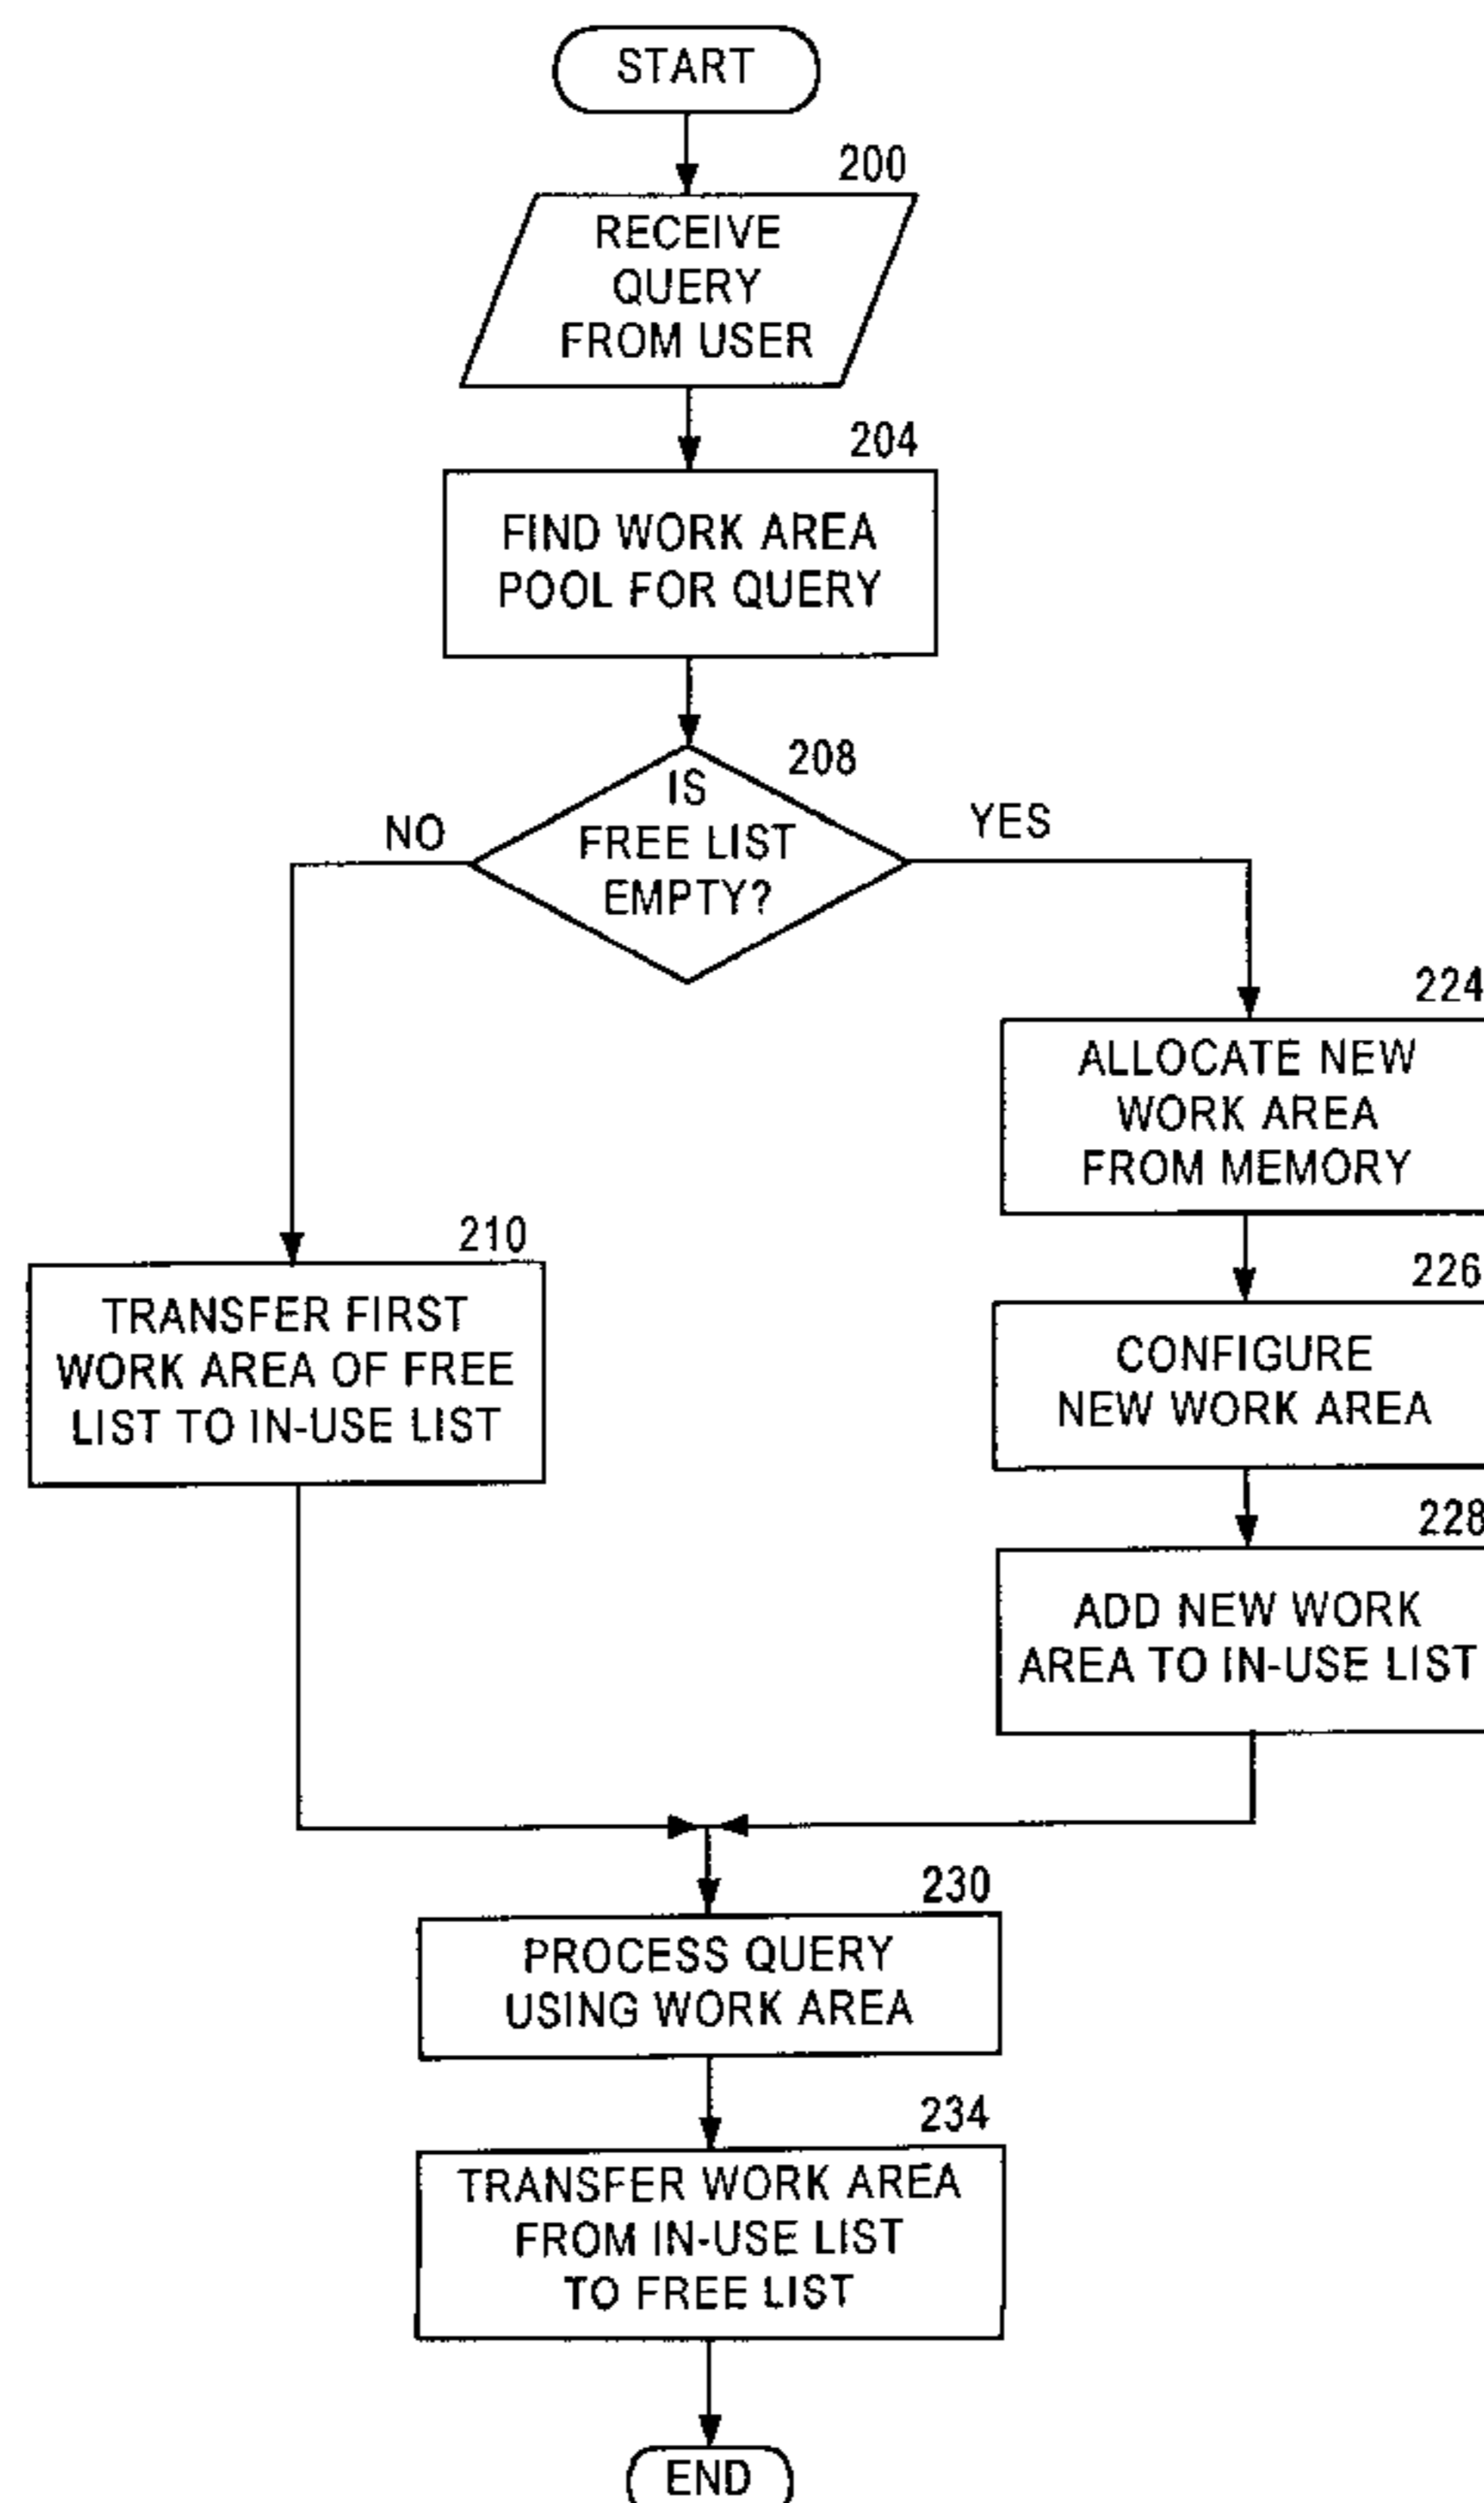 START
200
RECEIVE
QUERY
FROM USER
204
FIND WORK AREA
POOL FOR QUERY
208
IS
FREE LIST
EMPTY?
NO
YES
224
ALLOCATE NEW
WORK AREA
FROM MEMORY
210
TRANSFER FIRST
WORK AREA OF FREE
LIST TO IN-USE LIST
226
CONFIGURE
NEW WORK AREA
228
ADD NEW WORK
AREA TO IN-USE LIST
230
PROCESS QUERY
USING WORK AREA
234
TRANSFER WORK AREA
FROM IN-USE LIST
TO FREE LIST
END